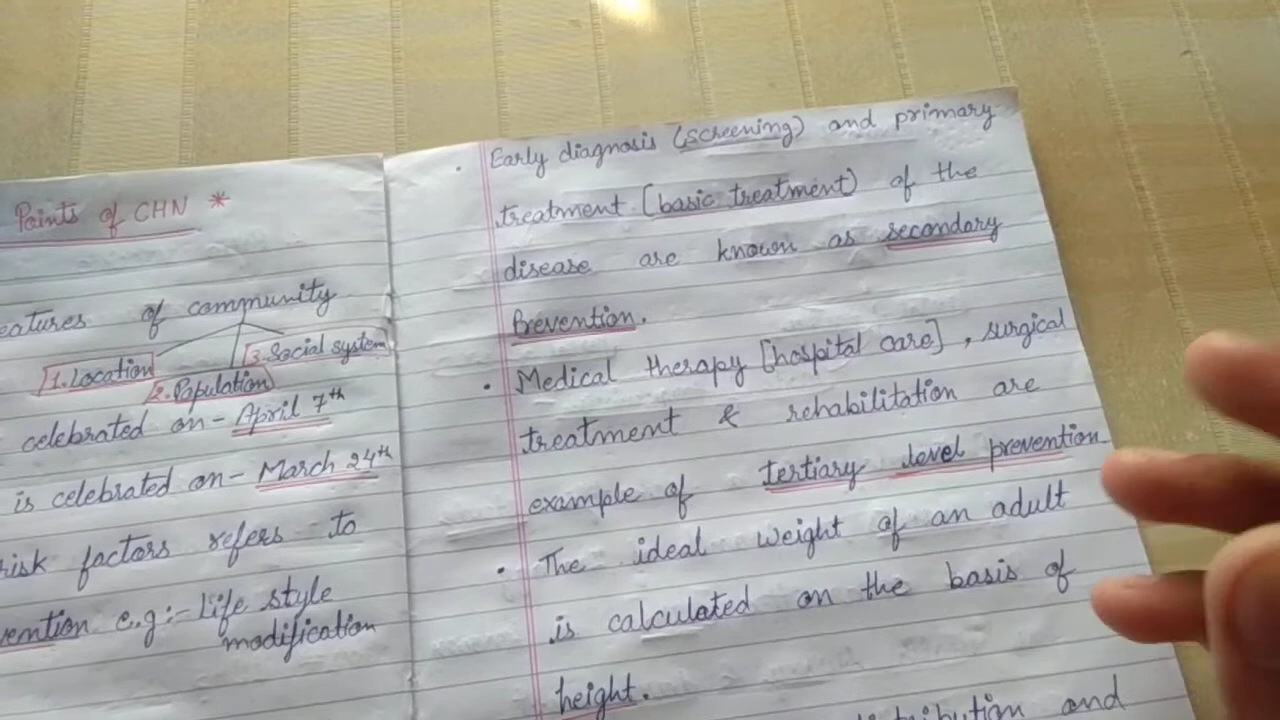 Points of CHN *
eatures of community
1. Location
2. Population
3. Social system
celebrated on - April 7th
is celebrated on - March 24th
risk factors refers to
vention e.g:- Life style
modification
• Early diagnosis (screening) and primary
treatment [basic treatment) of the
disease are known as secondary
Prevention.
• Medical therapy [hospital care], surgical
treatment & rehabilitation are
example of tertiary level prevention
• The ideal weight of an adult
is calculated on the basis of
height.
and